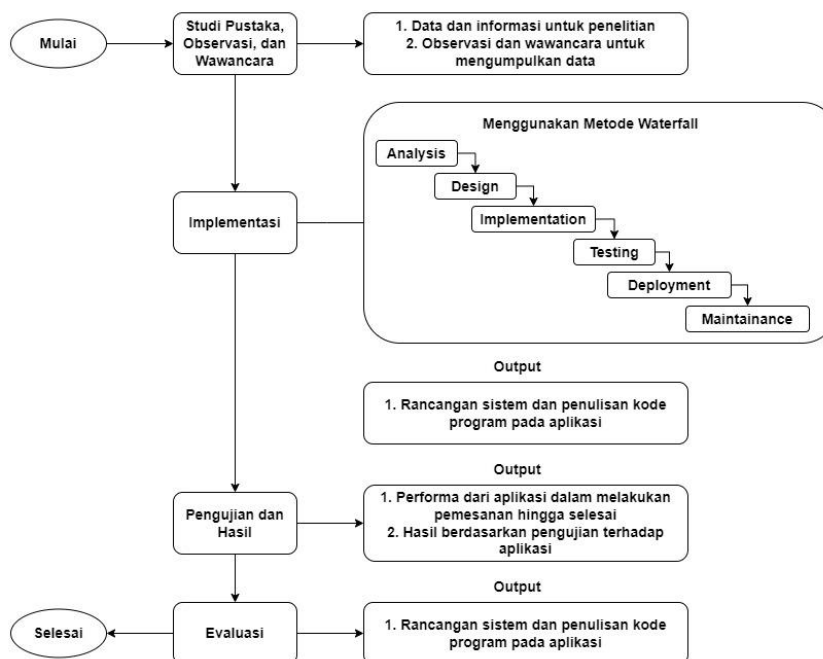 Mulai
Studi Pustaka,
Observasi, dan
Wawancara
1. Data dan informasi untuk penelitian
2. Observasi dan wawancara untuk
mengumpulkan data
Menggunakan Metode Waterfall
Analysis
Design
Implementation
Testing
Deployment
Maintainance
Implementasi
Output
1. Rancangan sistem dan penulisan kode
program pada aplikasi
Output
Pengujian dan
Hasil
1. Performa dari aplikasi dalam melakukan
pemesanan hingga selesai
2. Hasil berdasarkan pengujian terhadap
aplikasi
Output
Selesai
Evaluasi
1. Rancangan sistem dan penulisan kode
program pada aplikasi